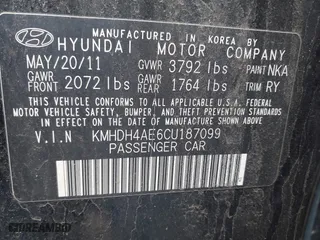 MANUFACTURED IN KOREA BY
HYUNDAI MOTOR COMPANY
MAY/20/11 GVWR 3792 lbs PAINT NKA
GAWR FRONT 2072 lbs GAWR REAR 1764 lbs TRIM RY
THIS VEHICLE CONFORMS TO ALL APPLICABLE U.S.A. FEDERAL
MOTOR VEHICLE SAFETY, BUMPER, AND THEFT PREVENTION
STANDARDS IN EFFECT ON THE DATE OF MANUFACTURE SHOWN ABOVE.
V.I.N KMHDH4AE6CU187099
PASSENGER CAR